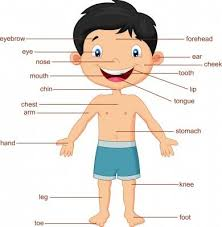 eyebrow
eye
nose
mouth
chin
chest
arm
hand
leg
toe
forehead
ear
cheek
tooth
lip
tongue
stomach
knee
foot